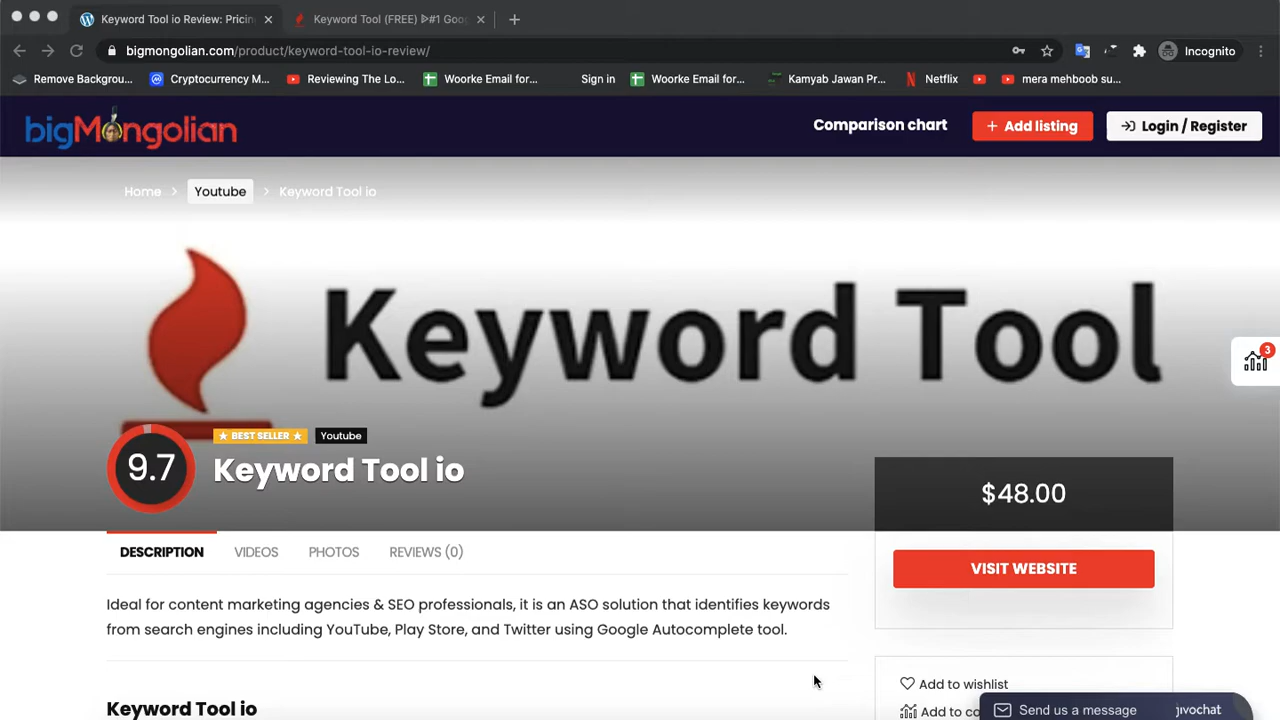 Keyword Tool io Review: Pricin
Keyword Tool (FREE) ᐈ#1 Goo
bigmongolian.com/product/keyword-tool-io-review/
Incognito
Remove Backgrou...
Cryptocurrency M...
Reviewing The Lo...
Woorke Email for...
Sign in
Woorke Email for...
Kamyab Jawan Pr...
Netflix
mera mehboob su...
bigMongolian
Comparison chart
+ Add listing
Login / Register
Home > Youtube > Keyword Tool io
Keyword Tool
3
9.7
★ BEST SELLER ★
Youtube
Keyword Tool io
$48.00
VISIT WEBSITE
DESCRIPTION
VIDEOS
PHOTOS
REVIEWS (0)
Ideal for content marketing agencies & SEO professionals, it is an ASO solution that identifies keywords
from search engines including YouTube, Play Store, and Twitter using Google Autocomplete tool.
Add to wishlist
Keyword Tool io
Add to co
Send us a message
jivochat